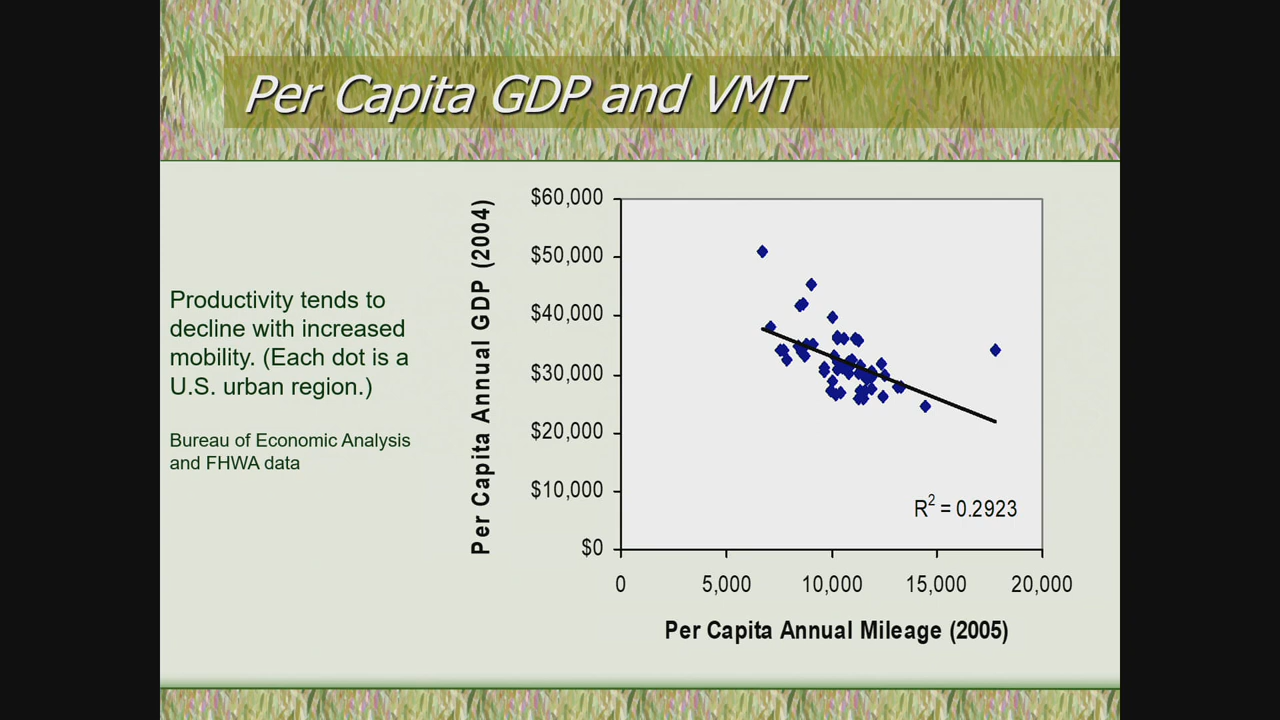 Per Capita GDP and VMT
Productivity tends to
decline with increased
mobility. (Each dot is a
U.S. urban region.)
Bureau of Economic Analysis
and FHWA data
Per Capita Annual GDP (2004)
$60,000
$50,000
$40,000
$30,000
$20,000
$10,000
$0
R² = 0.2923
0 5,000 10,000 15,000 20,000
Per Capita Annual Mileage (2005)